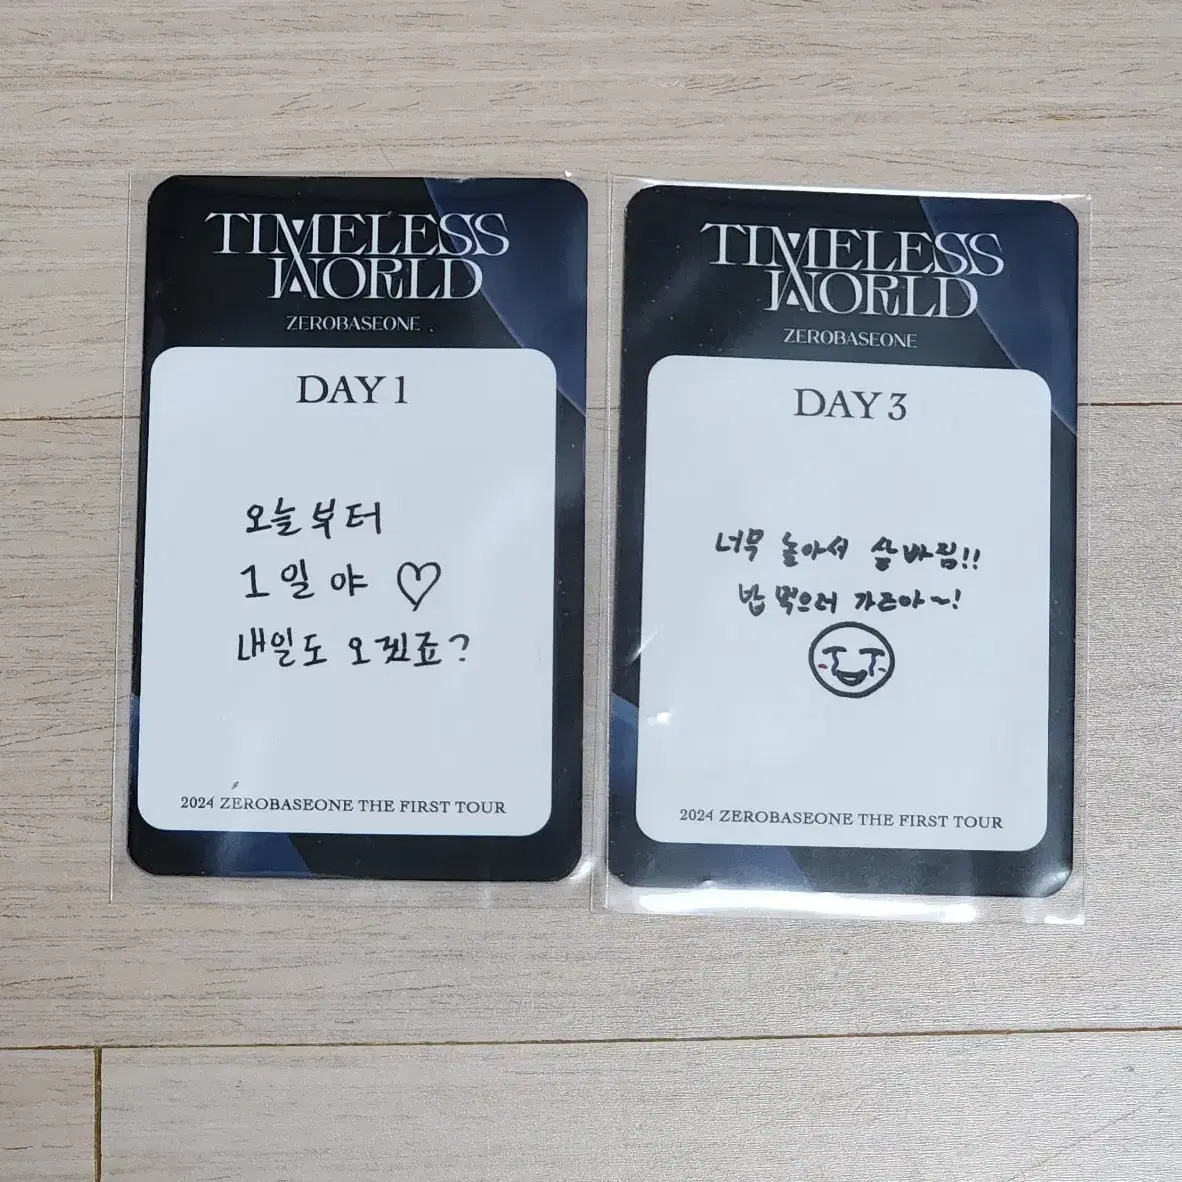 TIMELESS
WORLD
ZEROBASEONE
DAY 1
오늘부터
1일야 ♡
내일도 오겠죠?
2024 ZEROBASEONE THE FIRST TOUR
TIMELESS
WORLD
ZEROBASEONE
DAY 3
너무 놀아서 살빠짐!!
밥 먹으러 가즈아~!
2024 ZEROBASEONE THE FIRST TOUR